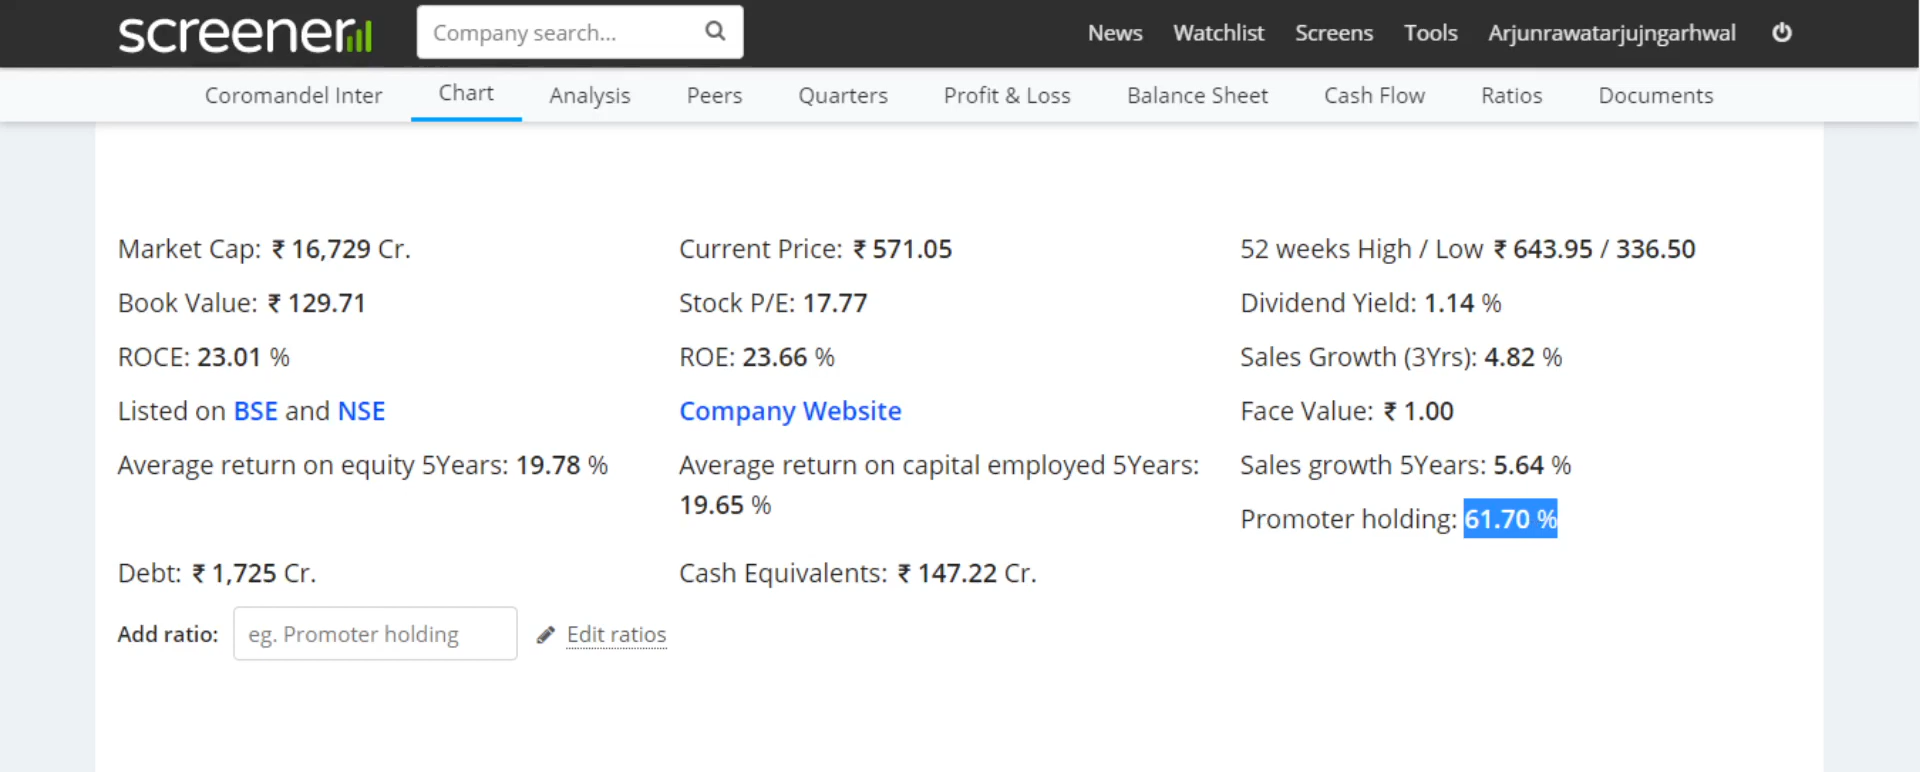 screener
Company search...
News Watchlist Screens Tools Arjunrawatarjujngarhwal
Coromandel Inter Chart Analysis Peers Quarters Profit & Loss Balance Sheet Cash Flow Ratios Documents
Market Cap: ₹ 16,729 Cr. Current Price: ₹ 571.05 52 weeks High / Low ₹ 643.95 / 336.50
Book Value: ₹ 129.71 Stock P/E: 17.77 Dividend Yield: 1.14 %
ROCE: 23.01 % ROE: 23.66 % Sales Growth (3Yrs): 4.82 %
Listed on BSE and NSE Company Website Face Value: ₹ 1.00
Average return on equity 5Years: 19.78 % Average return on capital employed 5Years: Sales growth 5Years: 5.64 %
19.65 %
Promoter holding: 61.70 %
Debt: ₹ 1,725 Cr. Cash Equivalents: ₹ 147.22 Cr.
Add ratio: eg. Promoter holding Edit ratios